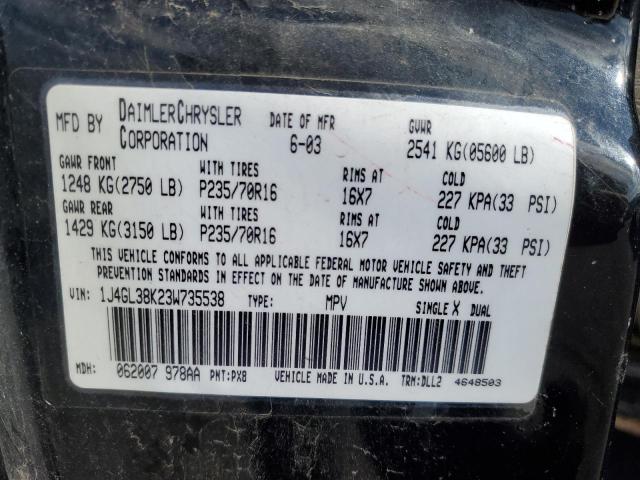 MFD BY DAIMLERCHRYSLER CORPORATION DATE OF MFR 6-03 GVWR 2541 KG(05600 LB)
GAWR FRONT WITH TIRES RIMS AT COLD
1248 KG(2750 LB) P235/70R16 16X7 227 KPA(33 PSI)
GAWR REAR WITH TIRES RIMS AT COLD
1429 KG(3150 LB) P235/70R16 16X7 227 KPA(33 PSI)
THIS VEHICLE CONFORMS TO ALL APPLICABLE FEDERAL MOTOR VEHICLE SAFETY AND THEFT
PREVENTION STANDARDS IN EFFECT ON THE DATE OF MANUFACTURE SHOWN ABOVE.
VIN: 1J4GL38K23W735538 TYPE: MPV SINGLE X DUAL
MDH: 062007 978AA PNT:PX8 VEHICLE MADE IN U.S.A. TRM:DLL2 4648503